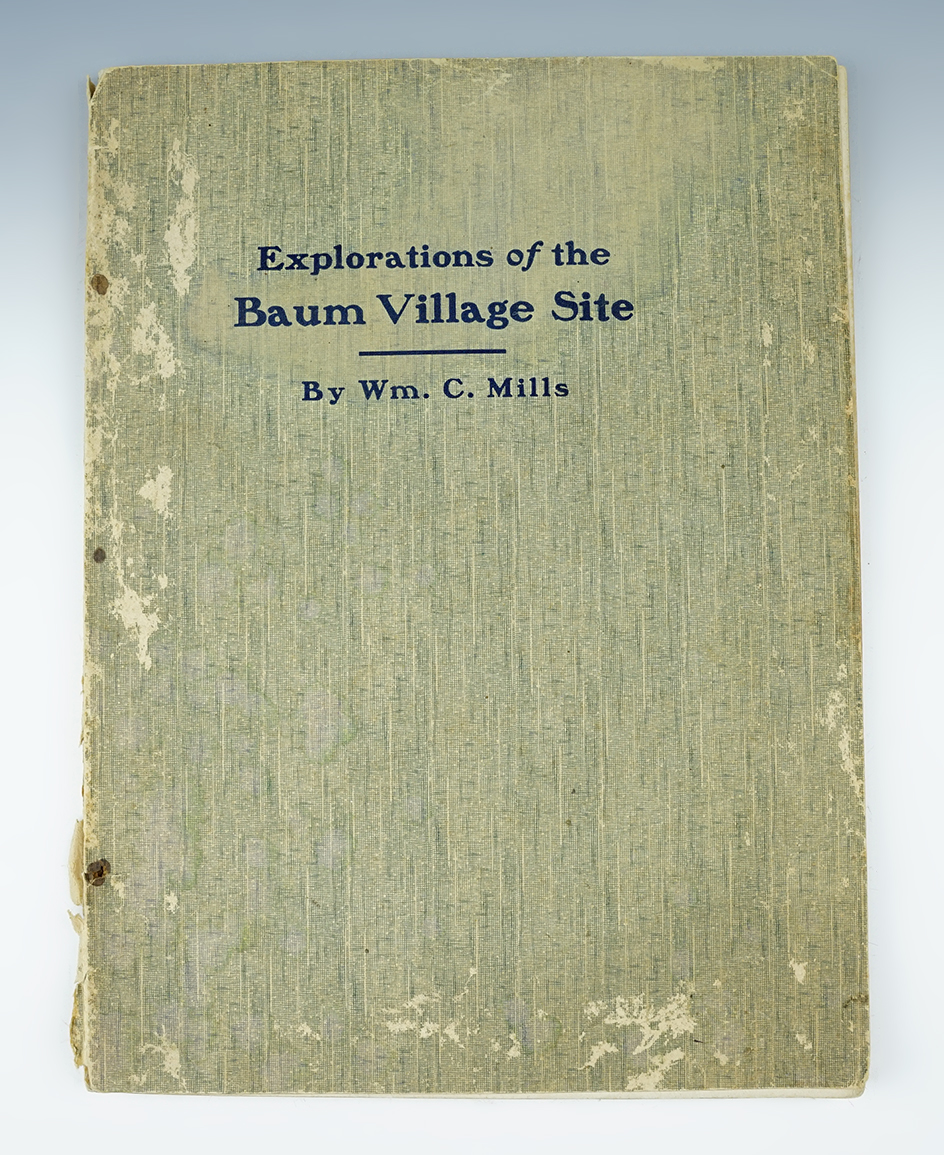 Explorations of the
Baum Village Site
By Wm. C. Mills